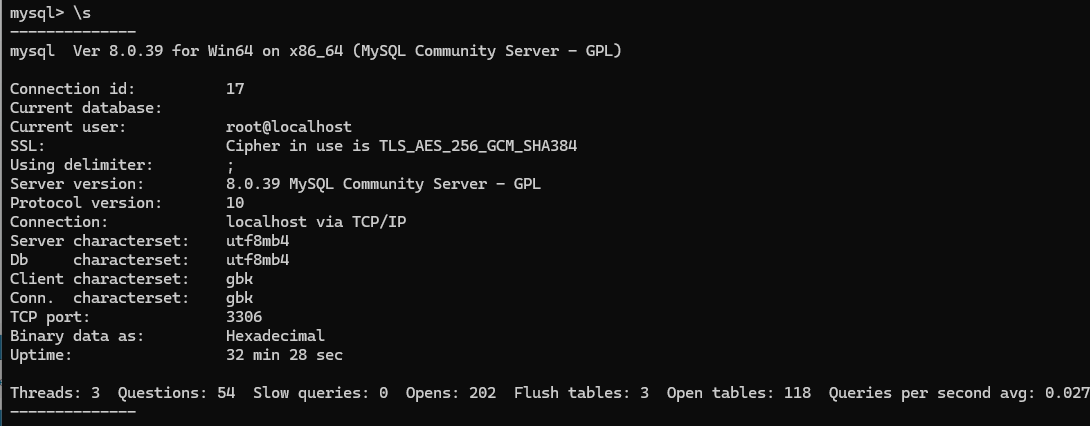 mysql> \s
--------------
mysql  Ver 8.0.39 for Win64 on x86_64 (MySQL Community Server - GPL)

Connection id:          17
Current database:
Current user:           root@localhost
SSL:                    Cipher in use is TLS_AES_256_GCM_SHA384
Using delimiter:        ;
Server version:         8.0.39 MySQL Community Server - GPL
Protocol version:       10
Connection:             localhost via TCP/IP
Server characterset:    utf8mb4
Db     characterset:    utf8mb4
Client characterset:    gbk
Conn.  characterset:    gbk
TCP port:               3306
Binary data as:         Hexadecimal
Uptime:                 32 min 28 sec

Threads: 3  Questions: 54  Slow queries: 0  Opens: 202  Flush tables: 3  Open tables: 118  Queries per second avg: 0.027
--------------